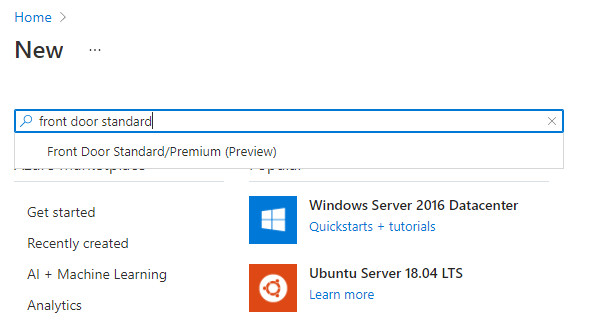 Home >
New ...
front door standard
Front Door Standard/Premium (Preview)
Azure Marketplace
Popular
Get started
Recently created
AI + Machine Learning
Analytics
Windows Server 2016 Datacenter
Quickstarts + tutorials
Ubuntu Server 18.04 LTS
Learn more